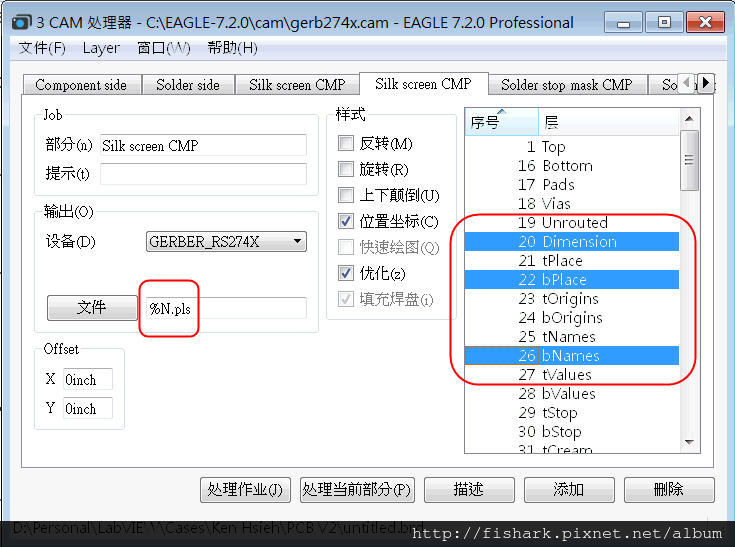 3 CAM 处理器 - C:\EAGLE-7.2.0\cam\gerb274x.cam - EAGLE 7.2.0 Professional
文件(F) Layer 窗口(W) 帮助(H)
Component side Solder side Silk screen CMP Silk screen CMP Solder stop mask CMP
Job
部分(n) Silk screen CMP
提示(t)
输出(O)
设备(D) GERBER_RS274X
文件 %N.pls
Offset
X 0inch
Y 0inch
样式
反转(M)
旋转(R)
上下颠倒(U)
位置坐标(C)
快速绘图(Q)
优化(z)
填充焊盘(i)
序号 层
1 Top
16 Bottom
17 Pads
18 Vias
19 Unrouted
20 Dimension
21 tPlace
22 bPlace
23 tOrigins
24 bOrigins
25 tNames
26 bNames
27 tValues
28 bValues
29 tStop
30 bStop
31 tCream
处理作业(J) 处理当前部分(P) 描述 添加 删除
http://fishark.pixnet.net/album